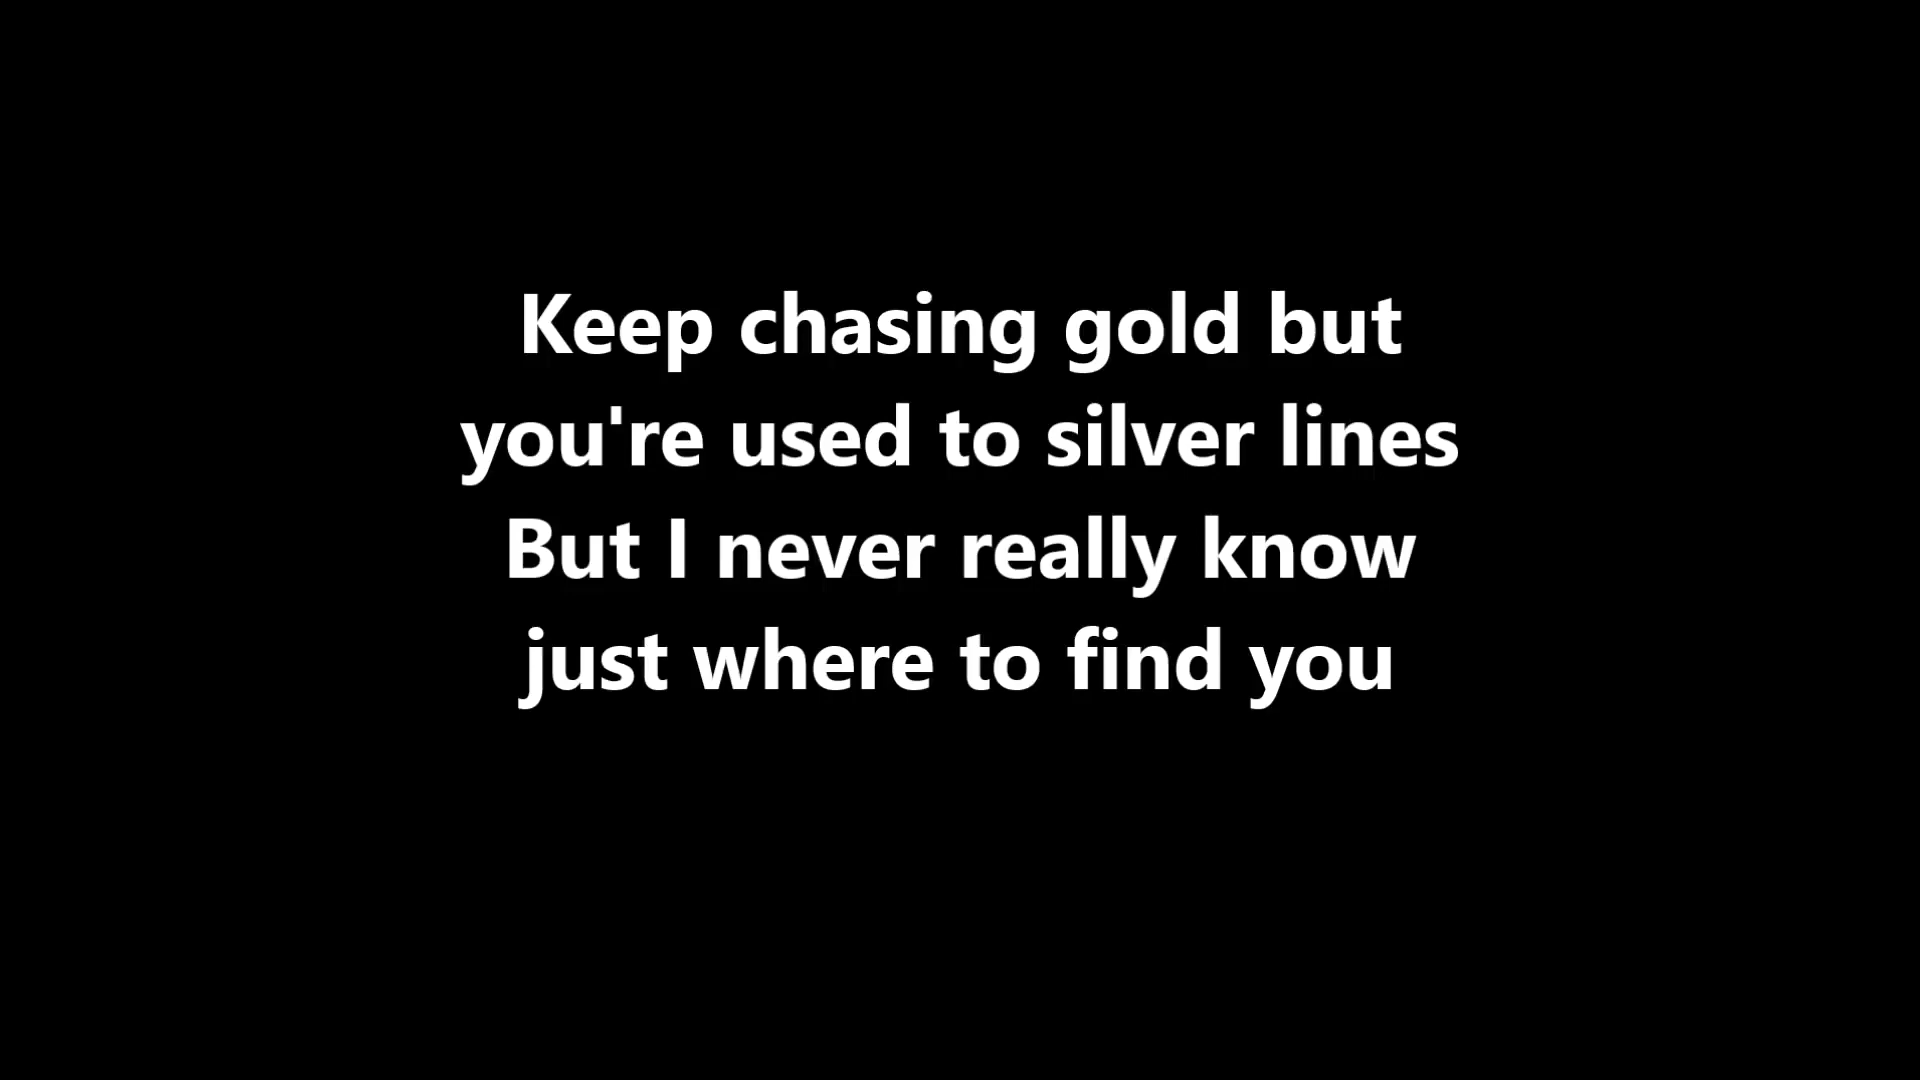 Keep chasing gold but
you're used to silver lines
But I never really know
just where to find you